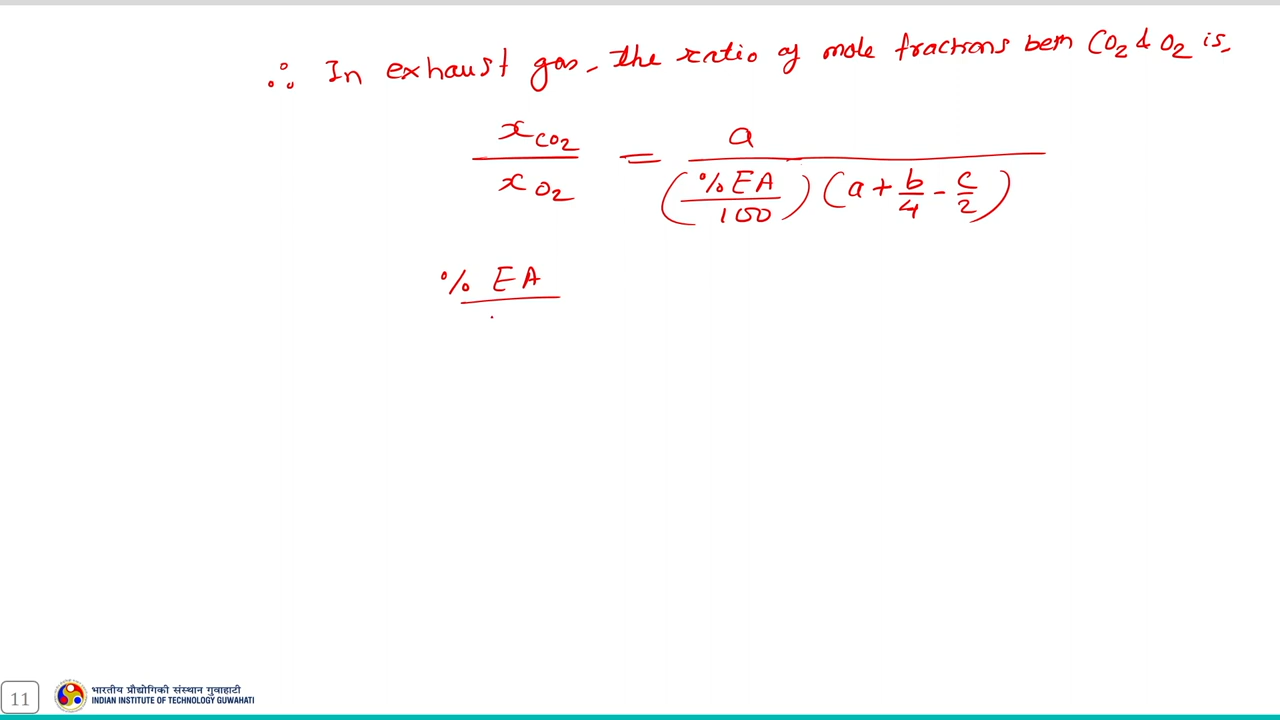 ∴ In exhaust gas, the ratio of mole fractions betn CO2 & O2 is,
xCO2 / xO2 = a / (%EA/100) (a + b/4 - c/2)
% EA
11
भारतीय प्रौद्योगिकी संस्थान गुवाहाटी
INDIAN INSTITUTE OF TECHNOLOGY GUWAHATI